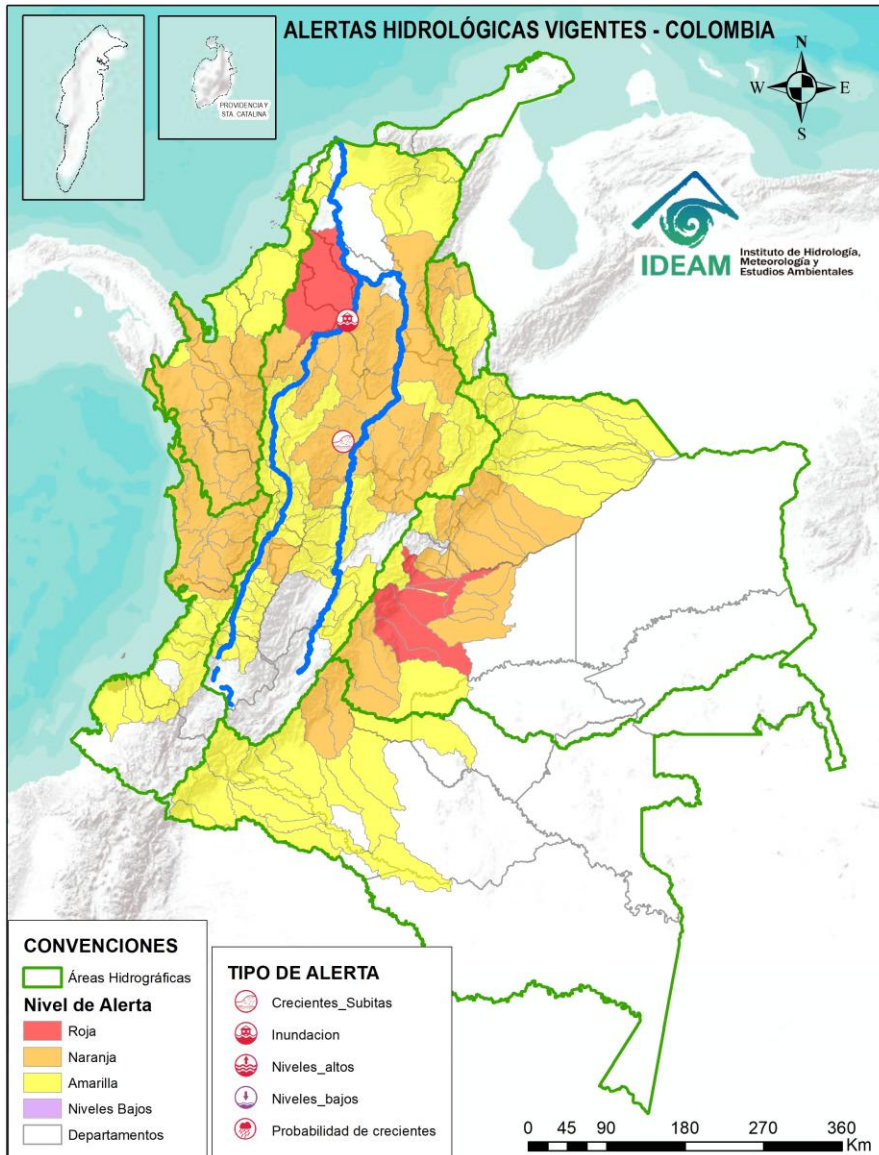 ALERTAS HIDROLÓGICAS VIGENTES - COLOMBIA
PROVIDENCIA Y
STA. CATALINA
N
W
E
S
IDEAM
Instituto de Hidrología,
Meteorología y
Estudios Ambientales
CONVENCIONES
Áreas Hidrográficas
Nivel de Alerta
Roja
Naranja
Amarilla
Niveles Bajos
Departamentos
TIPO DE ALERTA
Crecientes_Subitas
Inundacion
Niveles_altos
Niveles_bajos
Probabilidad de crecientes
0 45 90 180 270 360
Km